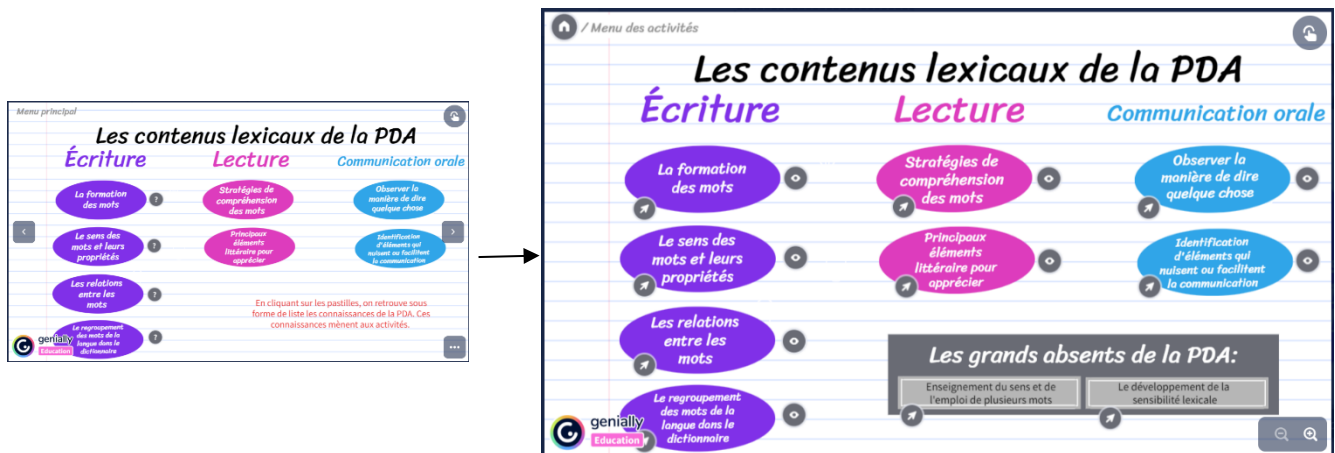 Menu principal
Les contenus lexicaux de la PDA
Écriture
Lecture
Communication orale
La formation
des mots
?
Stratégies de
compréhension
des mots
Observer la
manière de dire
quelque chose
Le sens des
mots et leurs
propriétés
?
Principaux
éléments
littéraire pour
apprécier
Identification
d'éléments qui
nuisent ou facilitent
la communication
Les relations
entre les
mots
?
En cliquant sur les pastilles, on retrouve sous
forme de liste les connaissances de la PDA. Ces
connaissances mènent aux activités.
Le regroupement
des mots de la
langue dans le
dictionnaire
?
genially
Education
/ Menu des activités
Les contenus lexicaux de la PDA
Écriture
Lecture
Communication orale
La formation
des mots
Stratégies de
compréhension
des mots
Observer la
manière de dire
quelque chose
Le sens des
mots et leurs
propriétés
Principaux
éléments
littéraire pour
apprécier
Identification
d'éléments qui
nuisent ou facilitent
la communication
Les relations
entre les
mots
Les grands absents de la PDA:
Enseignement du sens et de
l'emploi de plusieurs mots
Le développement de la
sensibilité lexicale
Le regroupement
des mots de la
langue dans le
dictionnaire
genially
Education